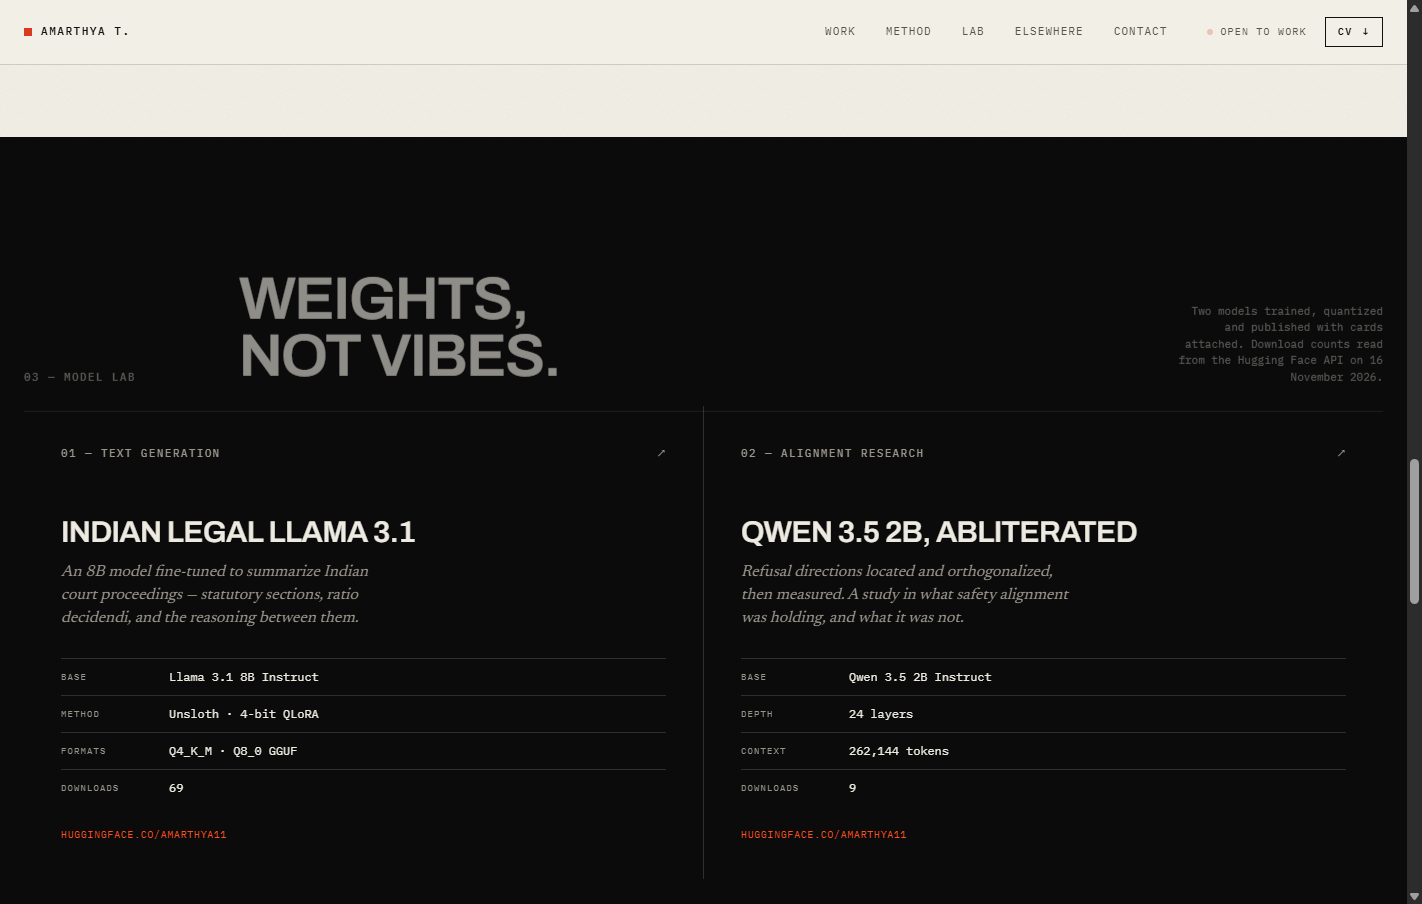 AMARTHYA T.
WORK METHOD LAB ELSEWHERE CONTACT OPEN TO WORK CV ↓
WEIGHTS,
NOT VIBES.
03 — MODEL LAB
Two models trained, quantized
and published with cards
attached. Download counts read
from the Hugging Face API on 16
November 2026.
01 — TEXT GENERATION ↗
INDIAN LEGAL LLAMA 3.1
An 8B model fine-tuned to summarize Indian
court proceedings — statutory sections, ratio
decidendi, and the reasoning between them.
BASE Llama 3.1 8B Instruct
METHOD Unsloth · 4-bit QLoRA
FORMATS Q4_K_M · Q8_0 GGUF
DOWNLOADS 69
HUGGINGFACE.CO/AMARTHYA11
02 — ALIGNMENT RESEARCH ↗
QWEN 3.5 2B, ABLITERATED
Refusal directions located and orthogonalized,
then measured. A study in what safety alignment
was holding, and what it was not.
BASE Qwen 3.5 2B Instruct
DEPTH 24 layers
CONTEXT 262,144 tokens
DOWNLOADS 9
HUGGINGFACE.CO/AMARTHYA11